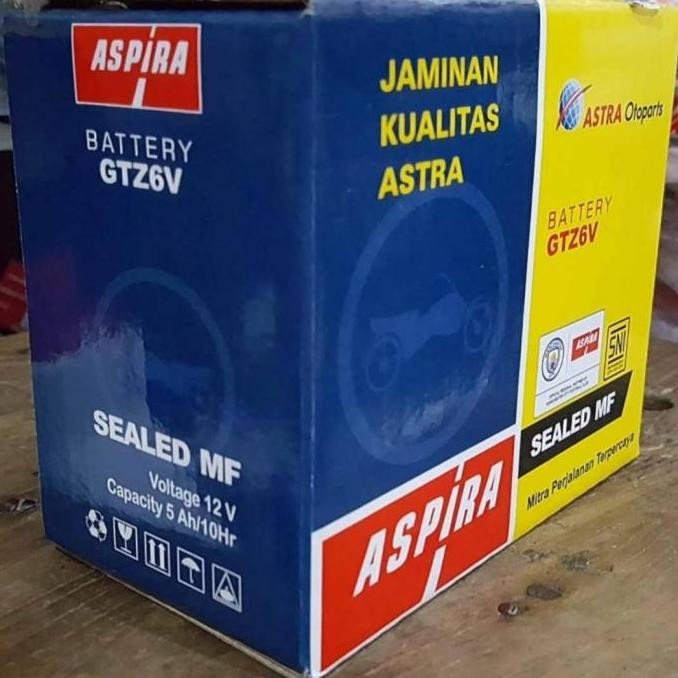 ASPIRA
BATTERY
GTZ6V
SEALED MF
Voltage 12 V
Capacity 5 Ah/10Hr
JAMINAN
KUALITAS
ASTRA
ASPIRA
ASTRA Otoparts
BATTERY
GTZ6V
ASPIRA
SNI
SEALED MF
Mitra Perjalanan Terpercaya